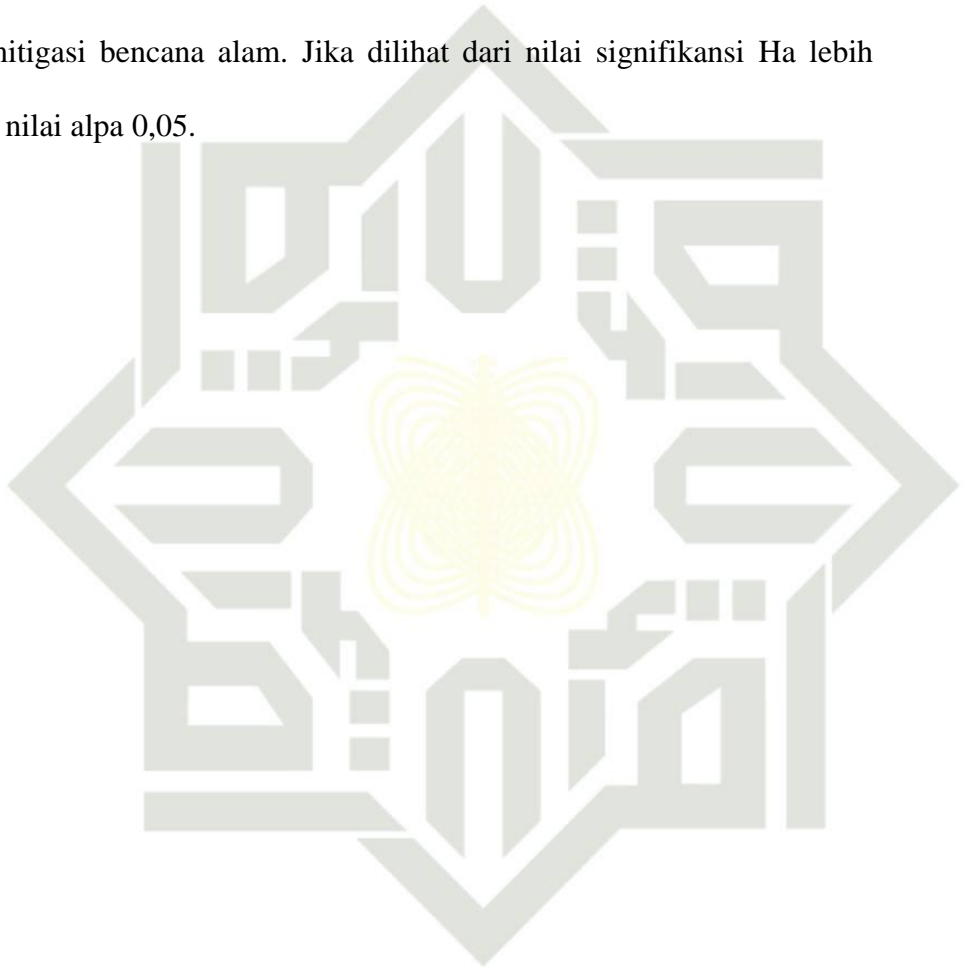 mitigasi bencana alam. Jika dilihat dari nilai signifikansi Ha lebih
nilai alpa 0,05.